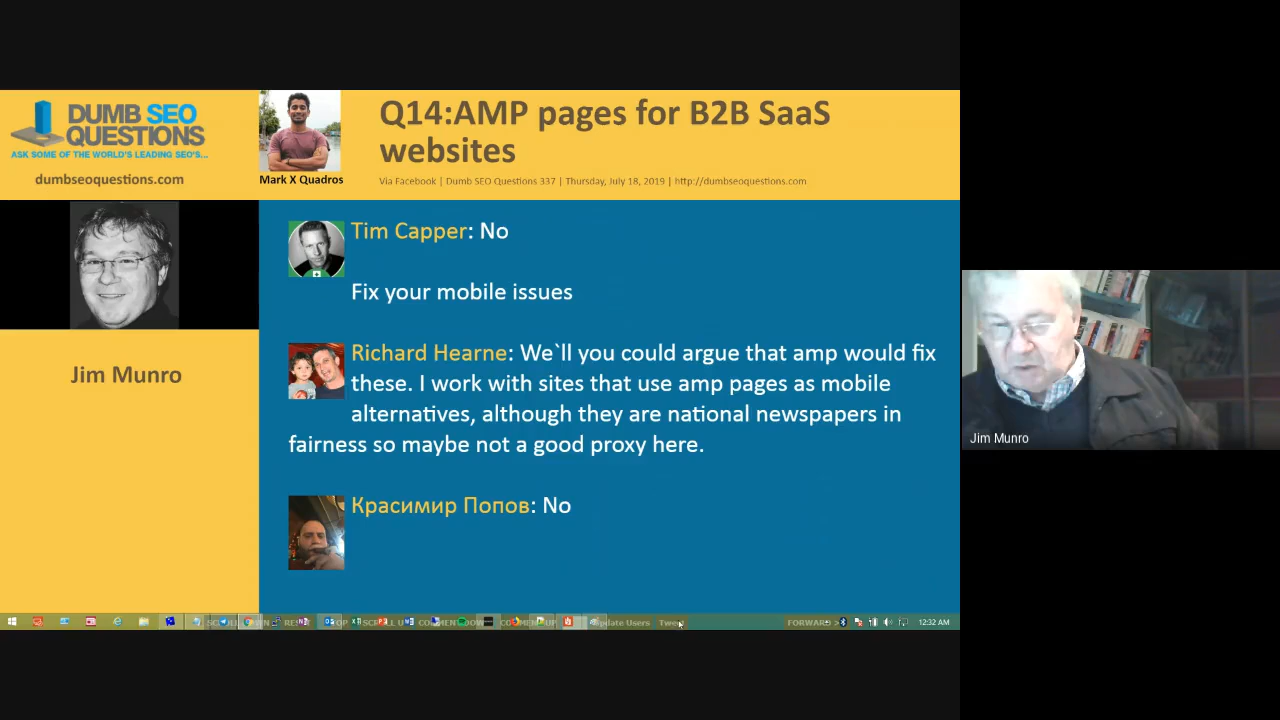 DUMB SEO
QUESTIONS
ASK SOME OF THE WORLD'S LEADING SEO'S...
dumbseoquestions.com
Mark X Quadros
Q14:AMP pages for B2B SaaS
websites
Via Facebook | Dumb SEO Questions 337 | Thursday, July 18, 2019 | http://dumbseoquestions.com
Jim Munro
Tim Capper: No
Fix your mobile issues
Richard Hearne: We`ll you could argue that amp would fix
these. I work with sites that use amp pages as mobile
alternatives, although they are national newspapers in
fairness so maybe not a good proxy here.
Красимир Попов: No
Jim Munro
Update Users Tweet FORWARD > 12:32 AM